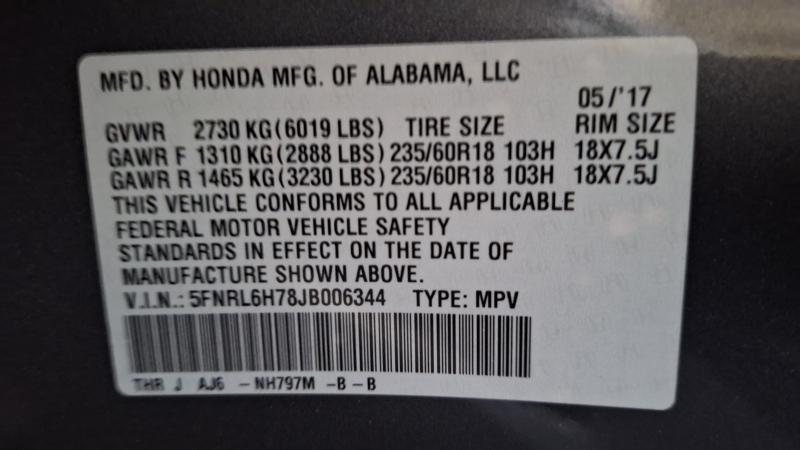 MFD. BY HONDA MFG. OF ALABAMA, LLC
05/'17
GVWR 2730 KG (6019 LBS) TIRE SIZE RIM SIZE
GAWR F 1310 KG (2888 LBS) 235/60R18 103H 18X7.5J
GAWR R 1465 KG (3230 LBS) 235/60R18 103H 18X7.5J
THIS VEHICLE CONFORMS TO ALL APPLICABLE
FEDERAL MOTOR VEHICLE SAFETY
STANDARDS IN EFFECT ON THE DATE OF
MANUFACTURE SHOWN ABOVE.
V.I.N.: 5FNRL6H78JB006344 TYPE: MPV
THR J AJ6 - NH797M - B - B